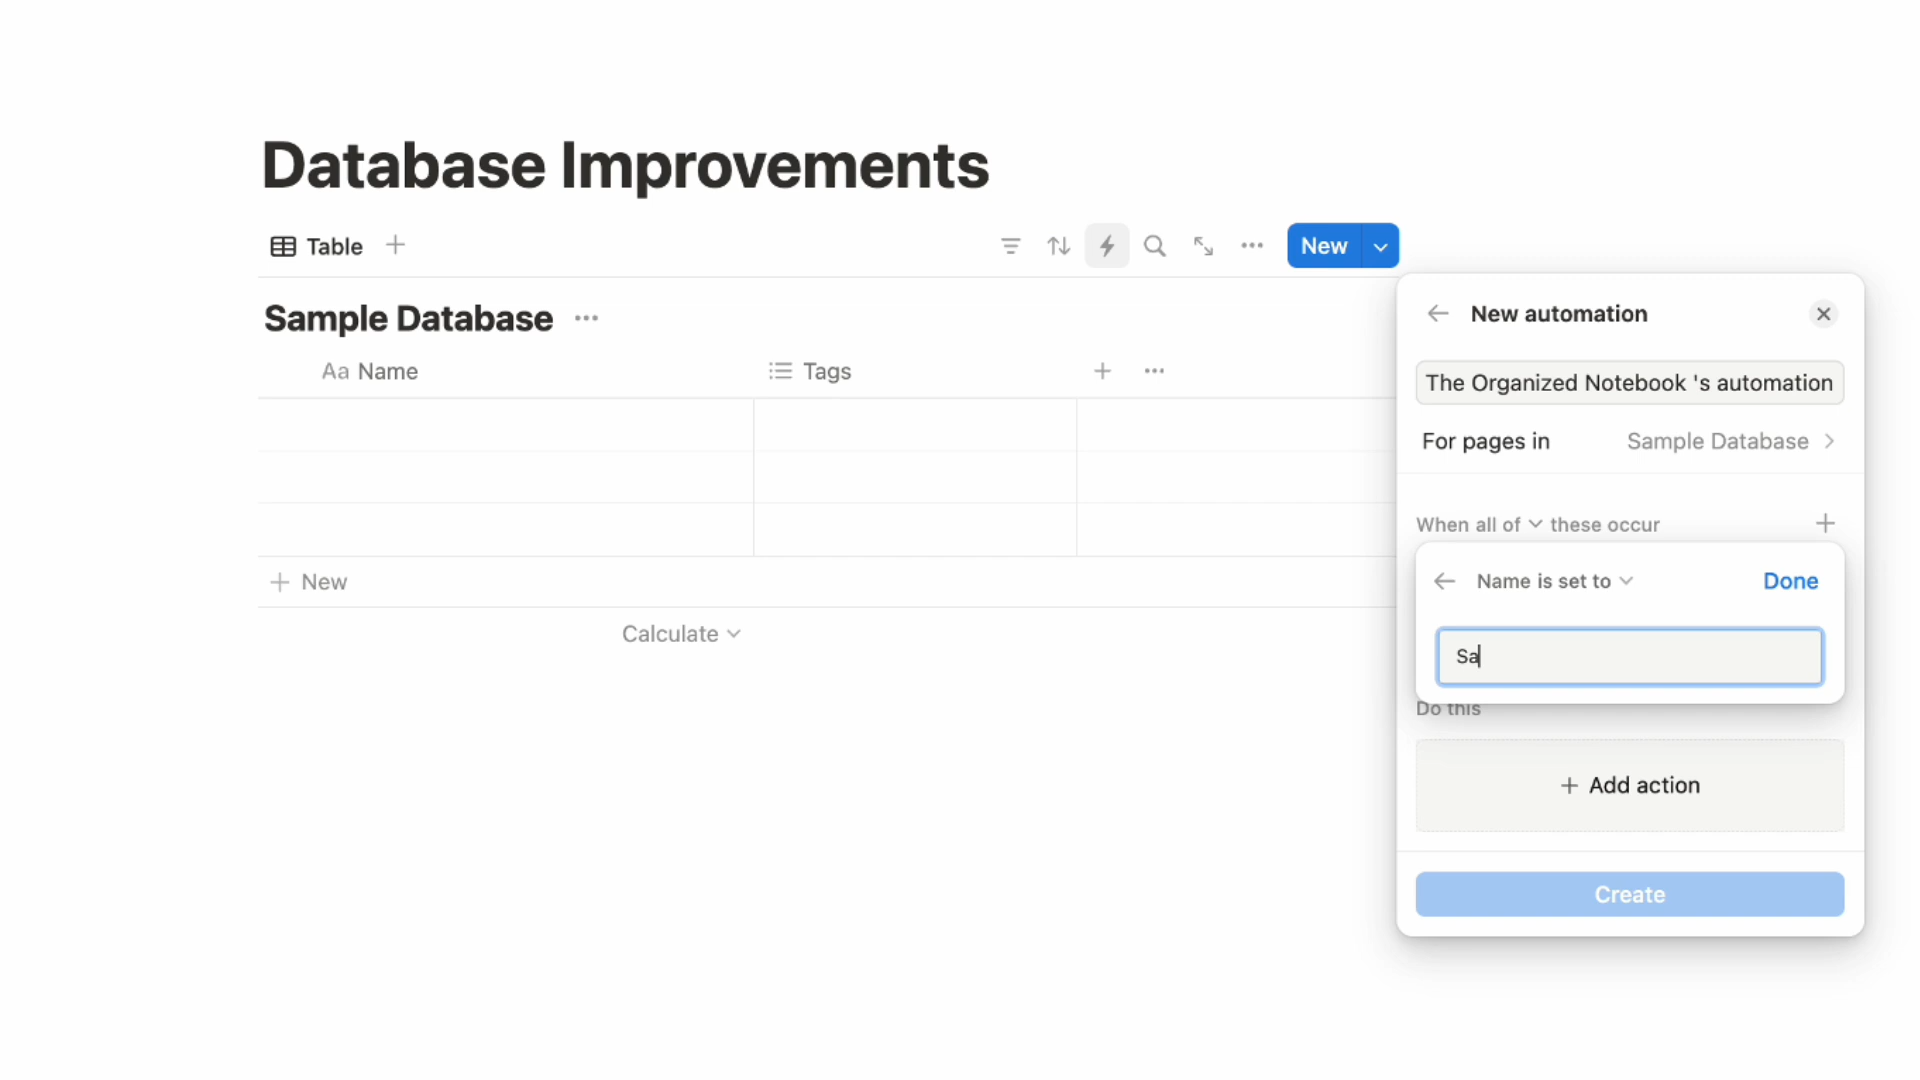 Database Improvements
Table
New
Sample Database
Aa Name
Tags
New
Calculate
New automation
The Organized Notebook 's automation
For pages in
Sample Database
When all of these occur
Name is set to
Done
Sa
Do this
Add action
Create